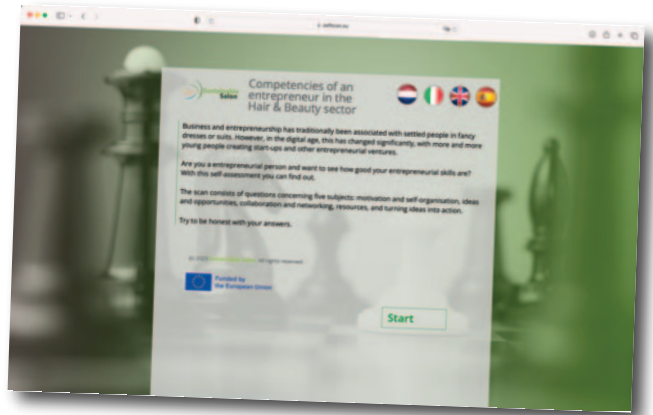 Salon
Competencies of an
entrepreneur in the
Hair & Beauty sector
Business and entrepreneurship has traditionally been associated with settled people in fancy
dresses or suits. However, in the digital age, this has changed significantly, with more and more
young people creating start-ups and other entrepreneurial ventures.
Are you a entrepreneurial person and want to see how good your entrepreneurial skills are?
With this self-assessment you can find out.
The scan consists of questions concerning five subjects: motivation and self-organisation, ideas
and opportunities, collaboration and networking, resources, and turning ideas into action.
Try to be honest with your answers.
All rights reserved
Funded by
the European Union
Start